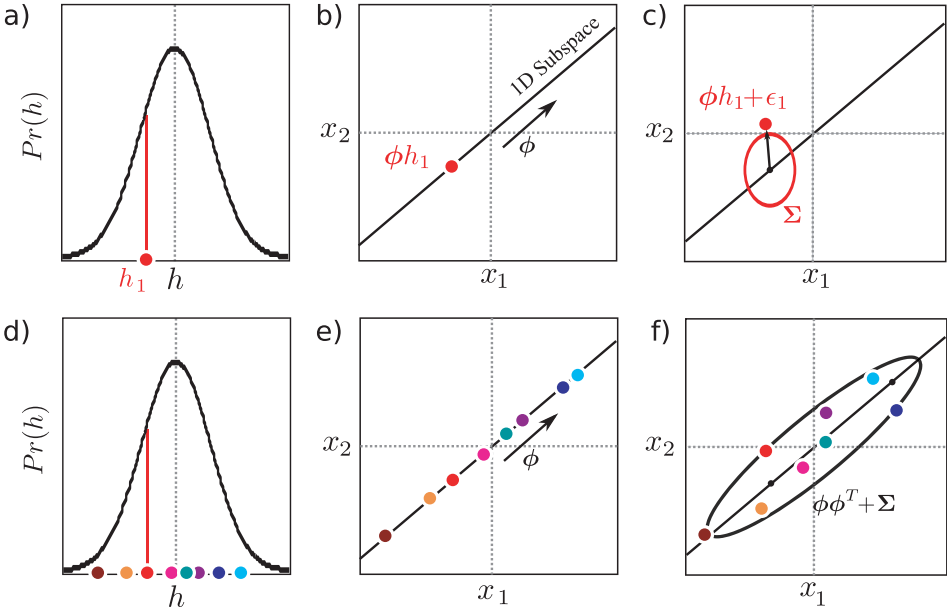 a)
Pr(h)
h₁
h
b)
1D Subspace
x₂
ϕh₁
ϕ
x₁
c)
ϕh₁+ϵ₁
x₂
Σ
x₁
d)
Pr(h)
h
e)
x₂
ϕ
x₁
f)
x₂
ϕϕᵀ+Σ
x₁